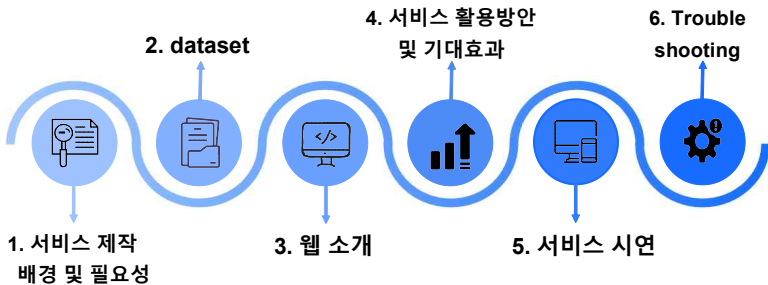 1. 서비스 제작
배경 및 필요성
2. dataset
3. 웹 소개
4. 서비스 활용방안
및 기대효과
5. 서비스 시연
6. Trouble
shooting
</>